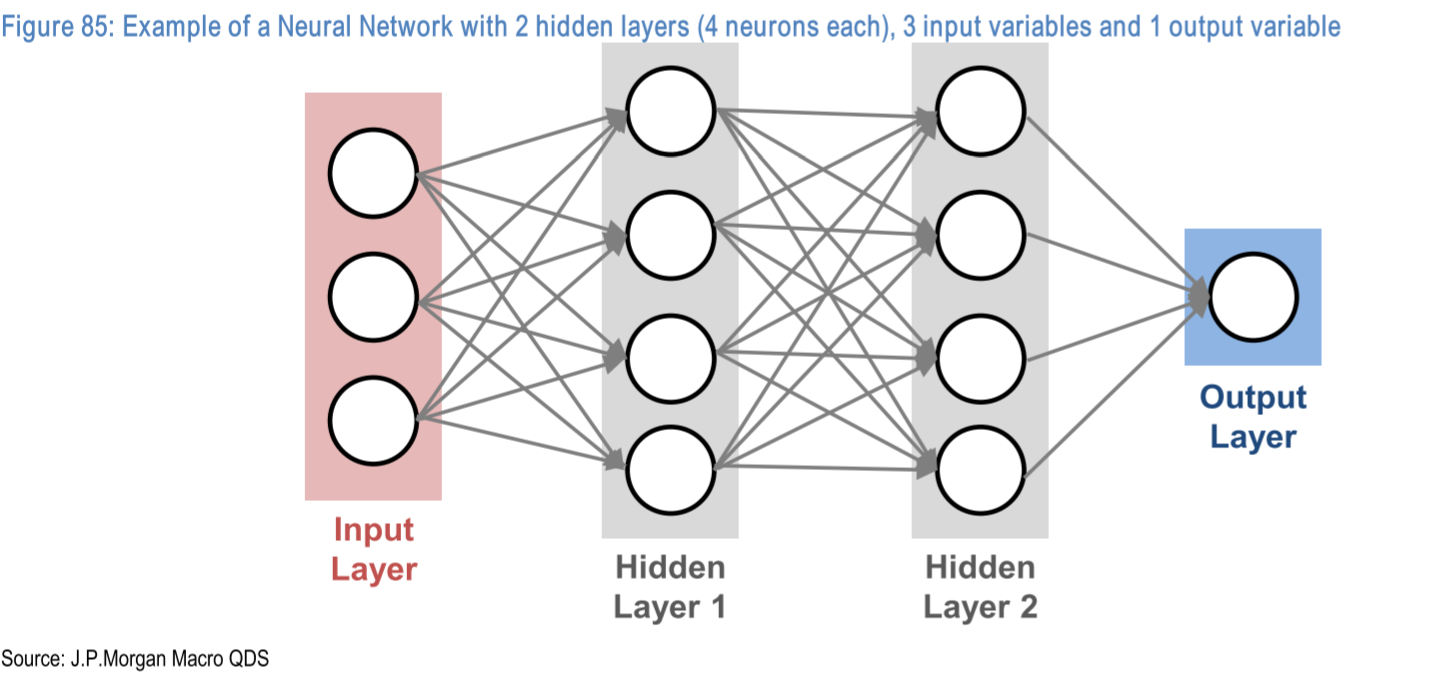 Figure 85: Example of a Neural Network with 2 hidden layers (4 neurons each), 3 input variables and 1 output variable
Input
Layer
Hidden
Layer 1
Hidden
Layer 2
Output
Layer
Source: J.P.Morgan Macro QDS